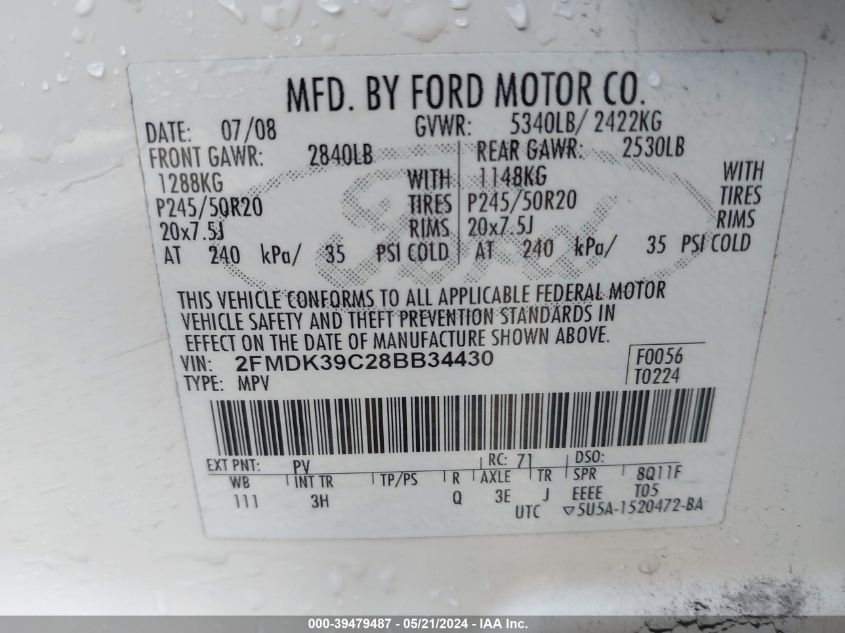 MFD. BY FORD MOTOR CO.
DATE: 07/08 GVWR: 5340LB/ 2422KG
FRONT GAWR: 2840LB REAR GAWR: 2530LB
1288KG WITH 1148KG WITH
P245/50R20 TIRES P245/50R20 TIRES
20x7.5J RIMS 20x7.5J RIMS
AT 240 kPa/ 35 PSI COLD AT 240 kPa/ 35 PSI COLD
Ford
THIS VEHICLE CONFORMS TO ALL APPLICABLE FEDERAL MOTOR
VEHICLE SAFETY AND THEFT PREVENTION STANDARDS IN
EFFECT ON THE DATE OF MANUFACTURE SHOWN ABOVE.
VIN: 2FMDK39C28BB34430 F0056
TYPE: MPV T0224
EXT PNT: PV RC: 71 DSO:
WB INT TR TP/PS R AXLE TR SPR 8Q11F
111 3H Q 3E J EEEE T05
UTC ▽5U5A-1520472-BA
000-39479487 - 05/21/2024 - IAAI Inc.